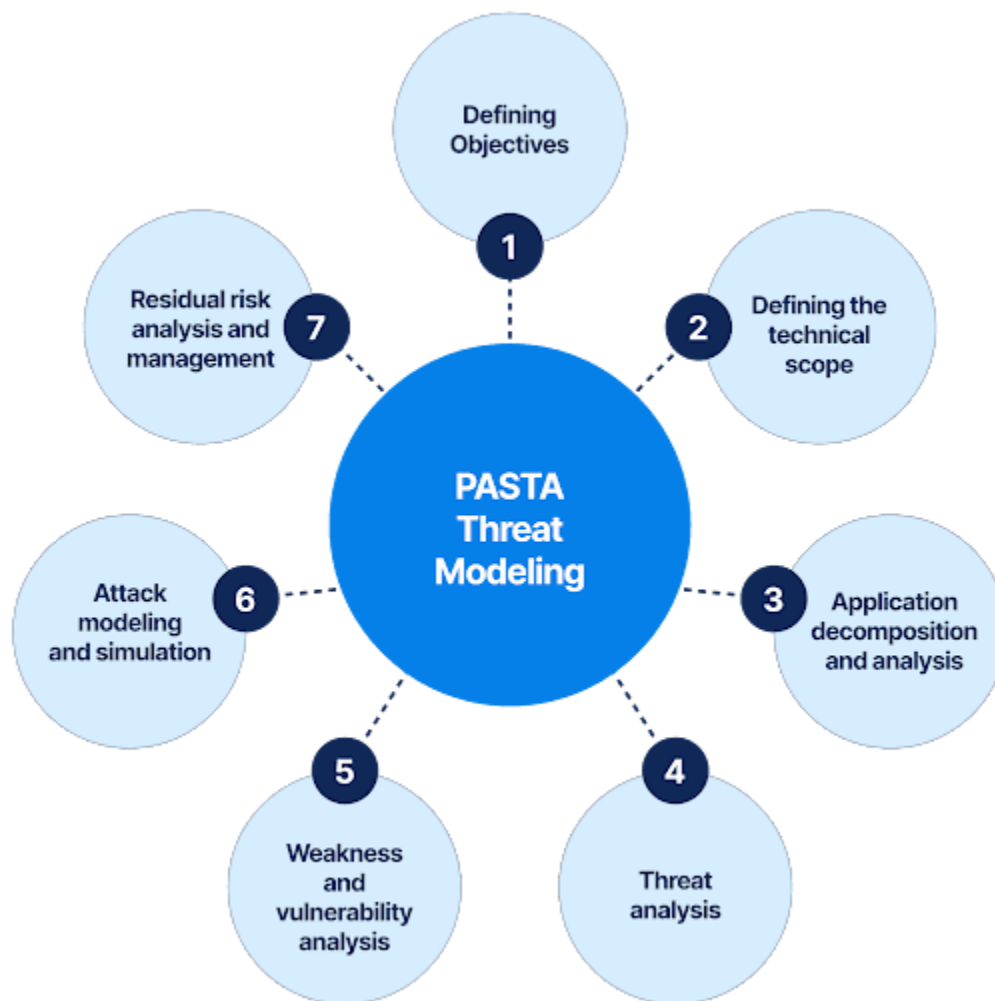 Defining
Objectives
1
2
Defining the
technical
scope
3
Application
decomposition
and analysis
4
Threat
analysis
5
Weakness
and
vulnerability
analysis
6
Attack
modeling
and simulation
7
Residual risk
analysis and
management
PASTA
Threat
Modeling